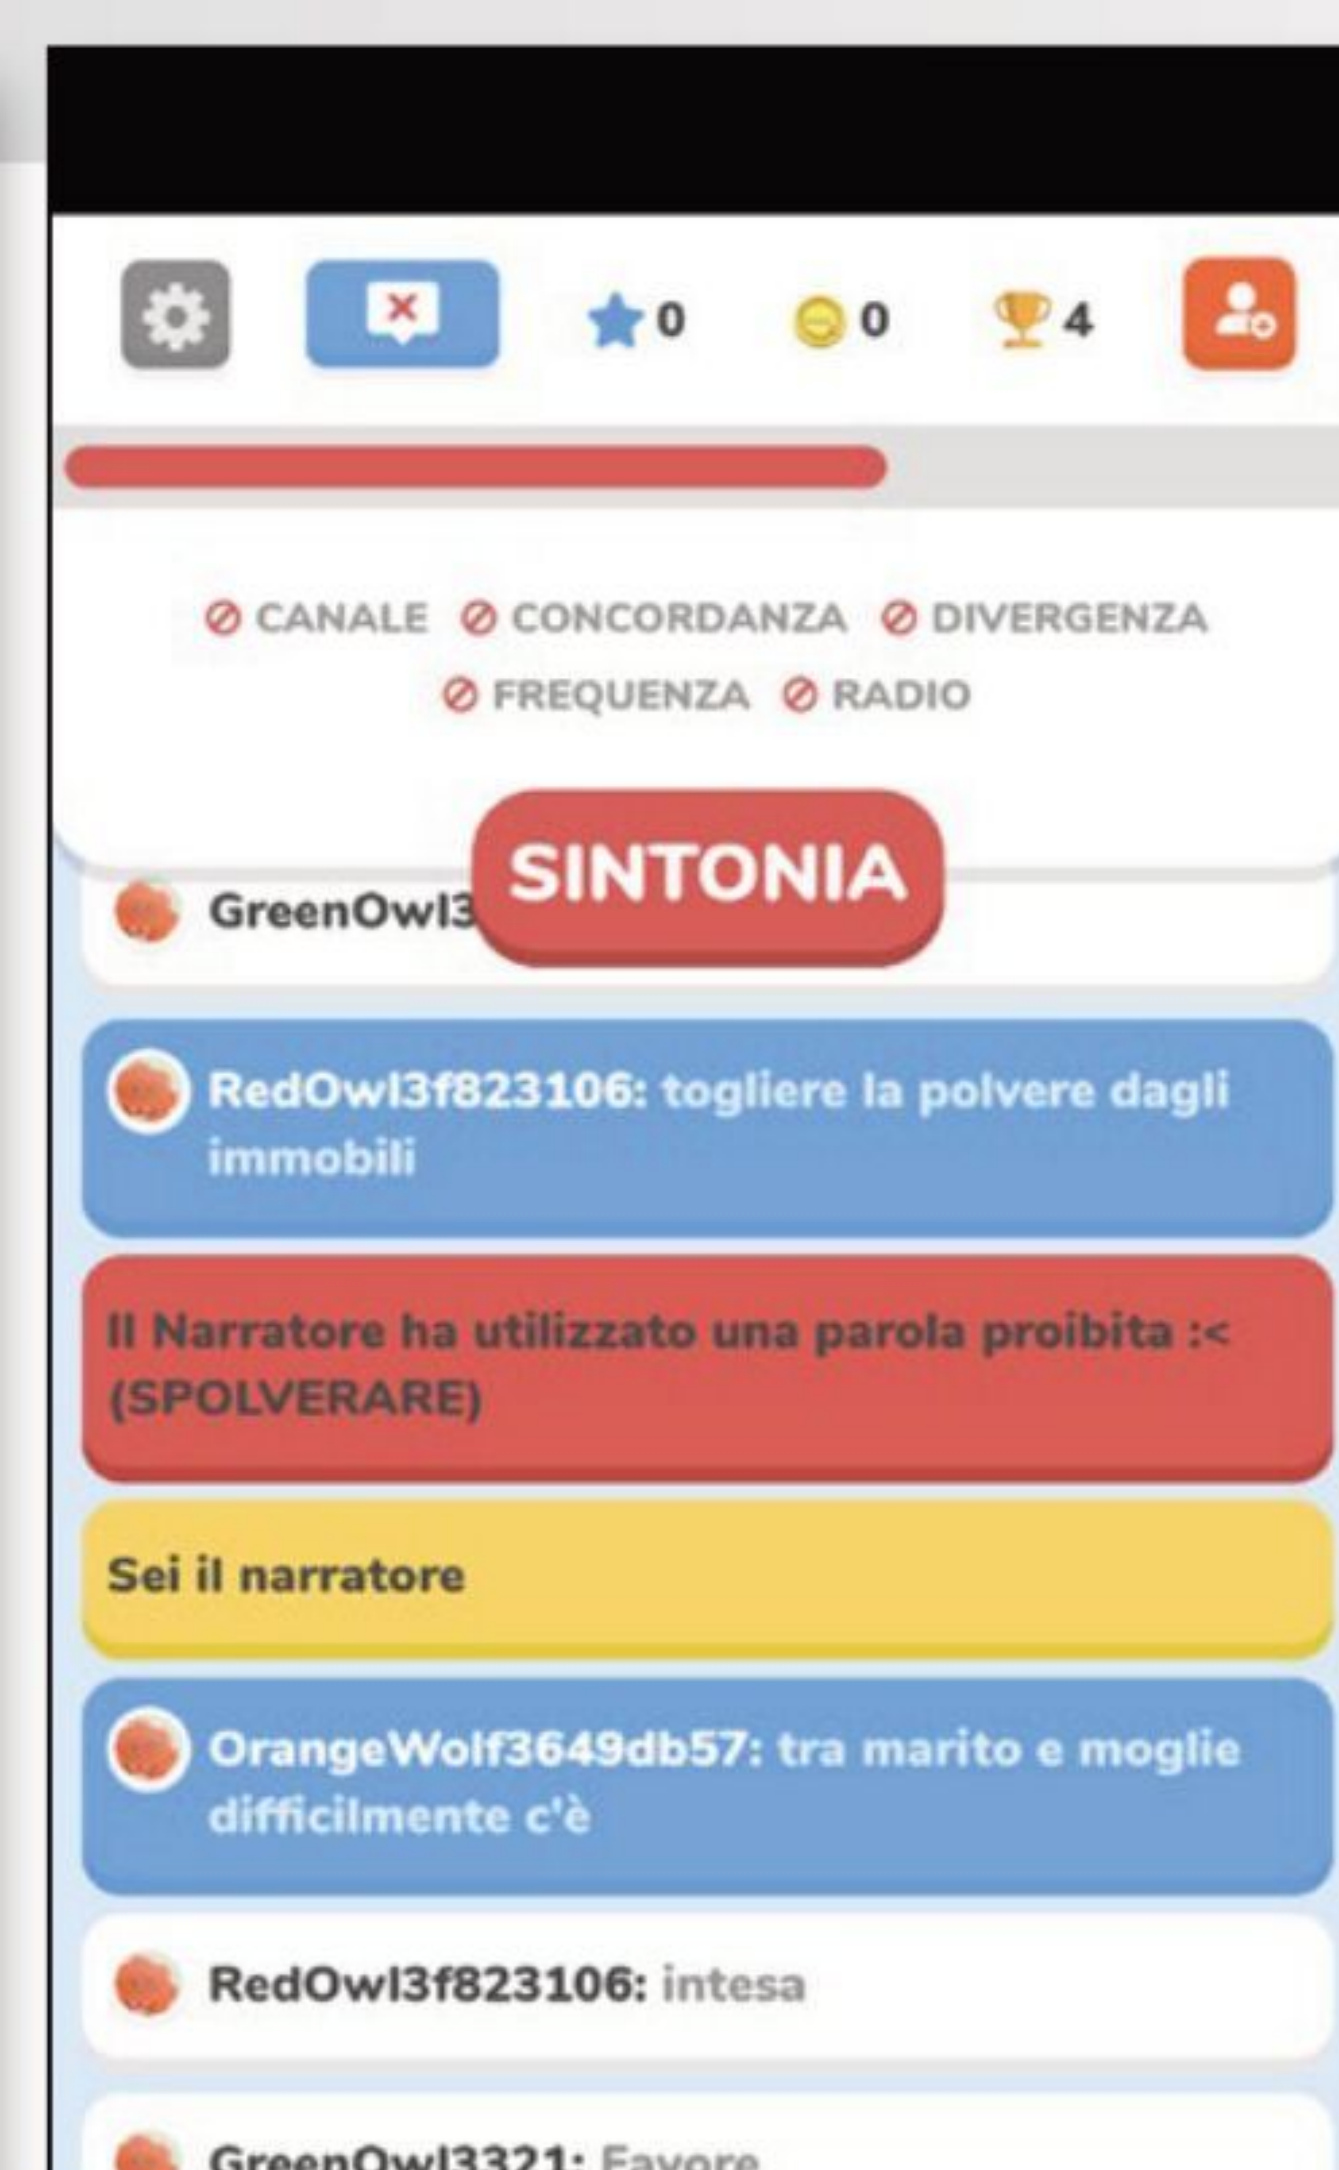 0 0 4
CANALE CONCORDANZA DIVERGENZA
FREQUENZA RADIO
SINTONIA
GreenOwl3
RedOwl3f823106: togliere la polvere dagli
immobili
Il Narratore ha utilizzato una parola proibita :<
(SPOLVERARE)
Sei il narratore
OrangeWolf3649db57: tra marito e moglie
difficilmente c'è
RedOwl3f823106: intesa
GreenOwl3321: Favore